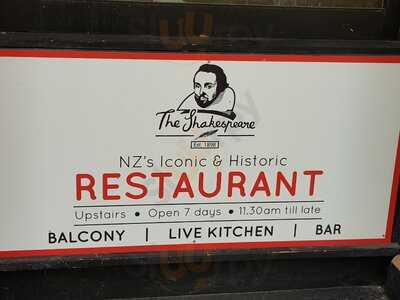 The Shakespeare
Est. 1898
NZ's Iconic & Historic
RESTAURANT
Upstairs • Open 7 days • 11.30am till late
BALCONY | LIVE KITCHEN | BAR